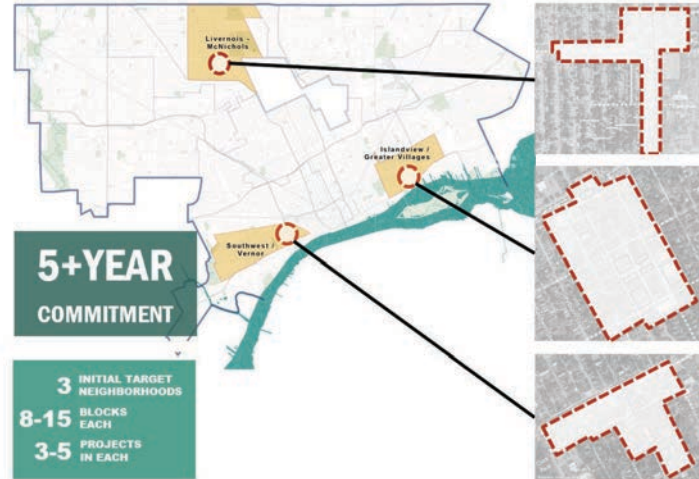 Livernois -
McNichols
Islandview /
Greater Villages
Southwest /
Vernor
5+YEAR
COMMITMENT
3 INITIAL TARGET
NEIGHBORHOODS
8-15 BLOCKS
EACH
3-5 PROJECTS
IN EACH